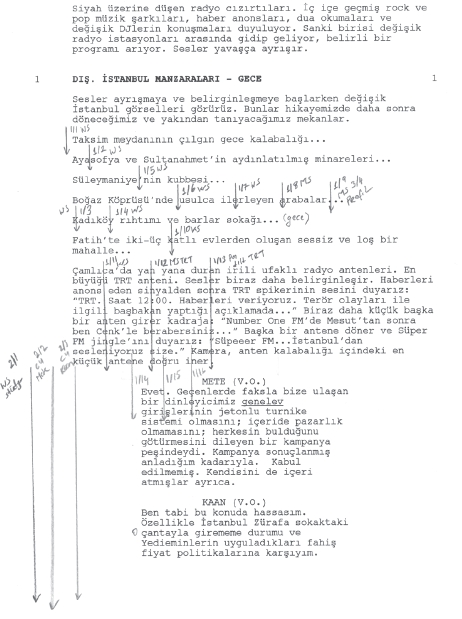 Siyah üzerine düşen radyo cızırtıları. İç içe geçmiş rock ve
pop müzik şarkıları, haber anonsları, dua okumaları ve
değişik DJlerin konuşmaları duyuluyor. Sanki birisi değişik
radyo istasyonları arasında gidip geliyor, belirli bir
programı arıyor. Sesler yavaşça ayrışır.
1 DIŞ. İSTANBUL MANZARALARI - GECE 1
Sesler ayrışmaya ve belirginleşmeye başlarken değişik
İstanbul görselleri görürüz. Bunlar hikayemizde daha sonra
döneceğimiz ve yakından tanıyacağımız mekanlar.
1/1 WS
Taksim meydanının çılgın gece kalabalığı...
1/2 WS
Ayasofya ve Sultanahmet'in aydınlatılmış minareleri...
1/5 WS
Süleymaniye'nin kubbesi...
1/6 WS 1/7 WS 1/8 MS 1/9 MS 3/4 PROFİL
Boğaz Köprüsü'nde usulca ilerleyen arabalar...
WS 1/3 1/4 WS
Kadıköy rıhtımı ve barlar sokağı... (gece)
1/10 WS
Fatih'te iki-üç katlı evlerden oluşan sessiz ve loş bir
mahalle...
1/11 WS 1/12 MS TRT 1/13 TRT
Çamlıca'da yan yana duran irili ufaklı radyo antenleri. En
büyüğü TRT anteni. Sesler biraz daha belirginleşir. Haberleri
anons eden sinyalden sonra TRT spikerinin sesini duyarız:
"TRT. Saat 12:00. Haberleri veriyoruz. Terör olayları ile
ilgili başbakan yaptığı açıklamada..." Biraz daha küçük başka
bir anten girer kadraja: "Number One FM'de Mesut'tan sonra
ben Cenk'le berabersiniz..." Başka bir antene döner ve Süper
FM jingle'ını duyarız: "Süpeeer FM...İstanbul'dan
sesleniyoruz size." Kamera, anten kalabalığı içindeki en
küçük antene doğru iner.
2/1 2/2 2/3
1/14 1/15 1/16
METE (V.O.)
Evet. Geçenlerde faksla bize ulaşan
bir dinleyicimiz genelev
girişlerinin jetonlu turnike
sistemi olmasını; içeride pazarlık
olmamasını; herkesin bulduğunu
götürmesini dileyen bir kampanya
peşindeydi. Kampanya sonuçlanmış
anladığım kadarıyla. Kabul
edilmemiş. Kendisini de içeri
atmışlar ayrıca.
KAAN (V.O.)
Ben tabi bu konuda hassasım.
Özellikle İstanbul Zürafa sokaktaki
çantayla girememe durumu ve
Yedieminlerin uyguladıkları fahiş
fiyat politikalarına karşıyım.